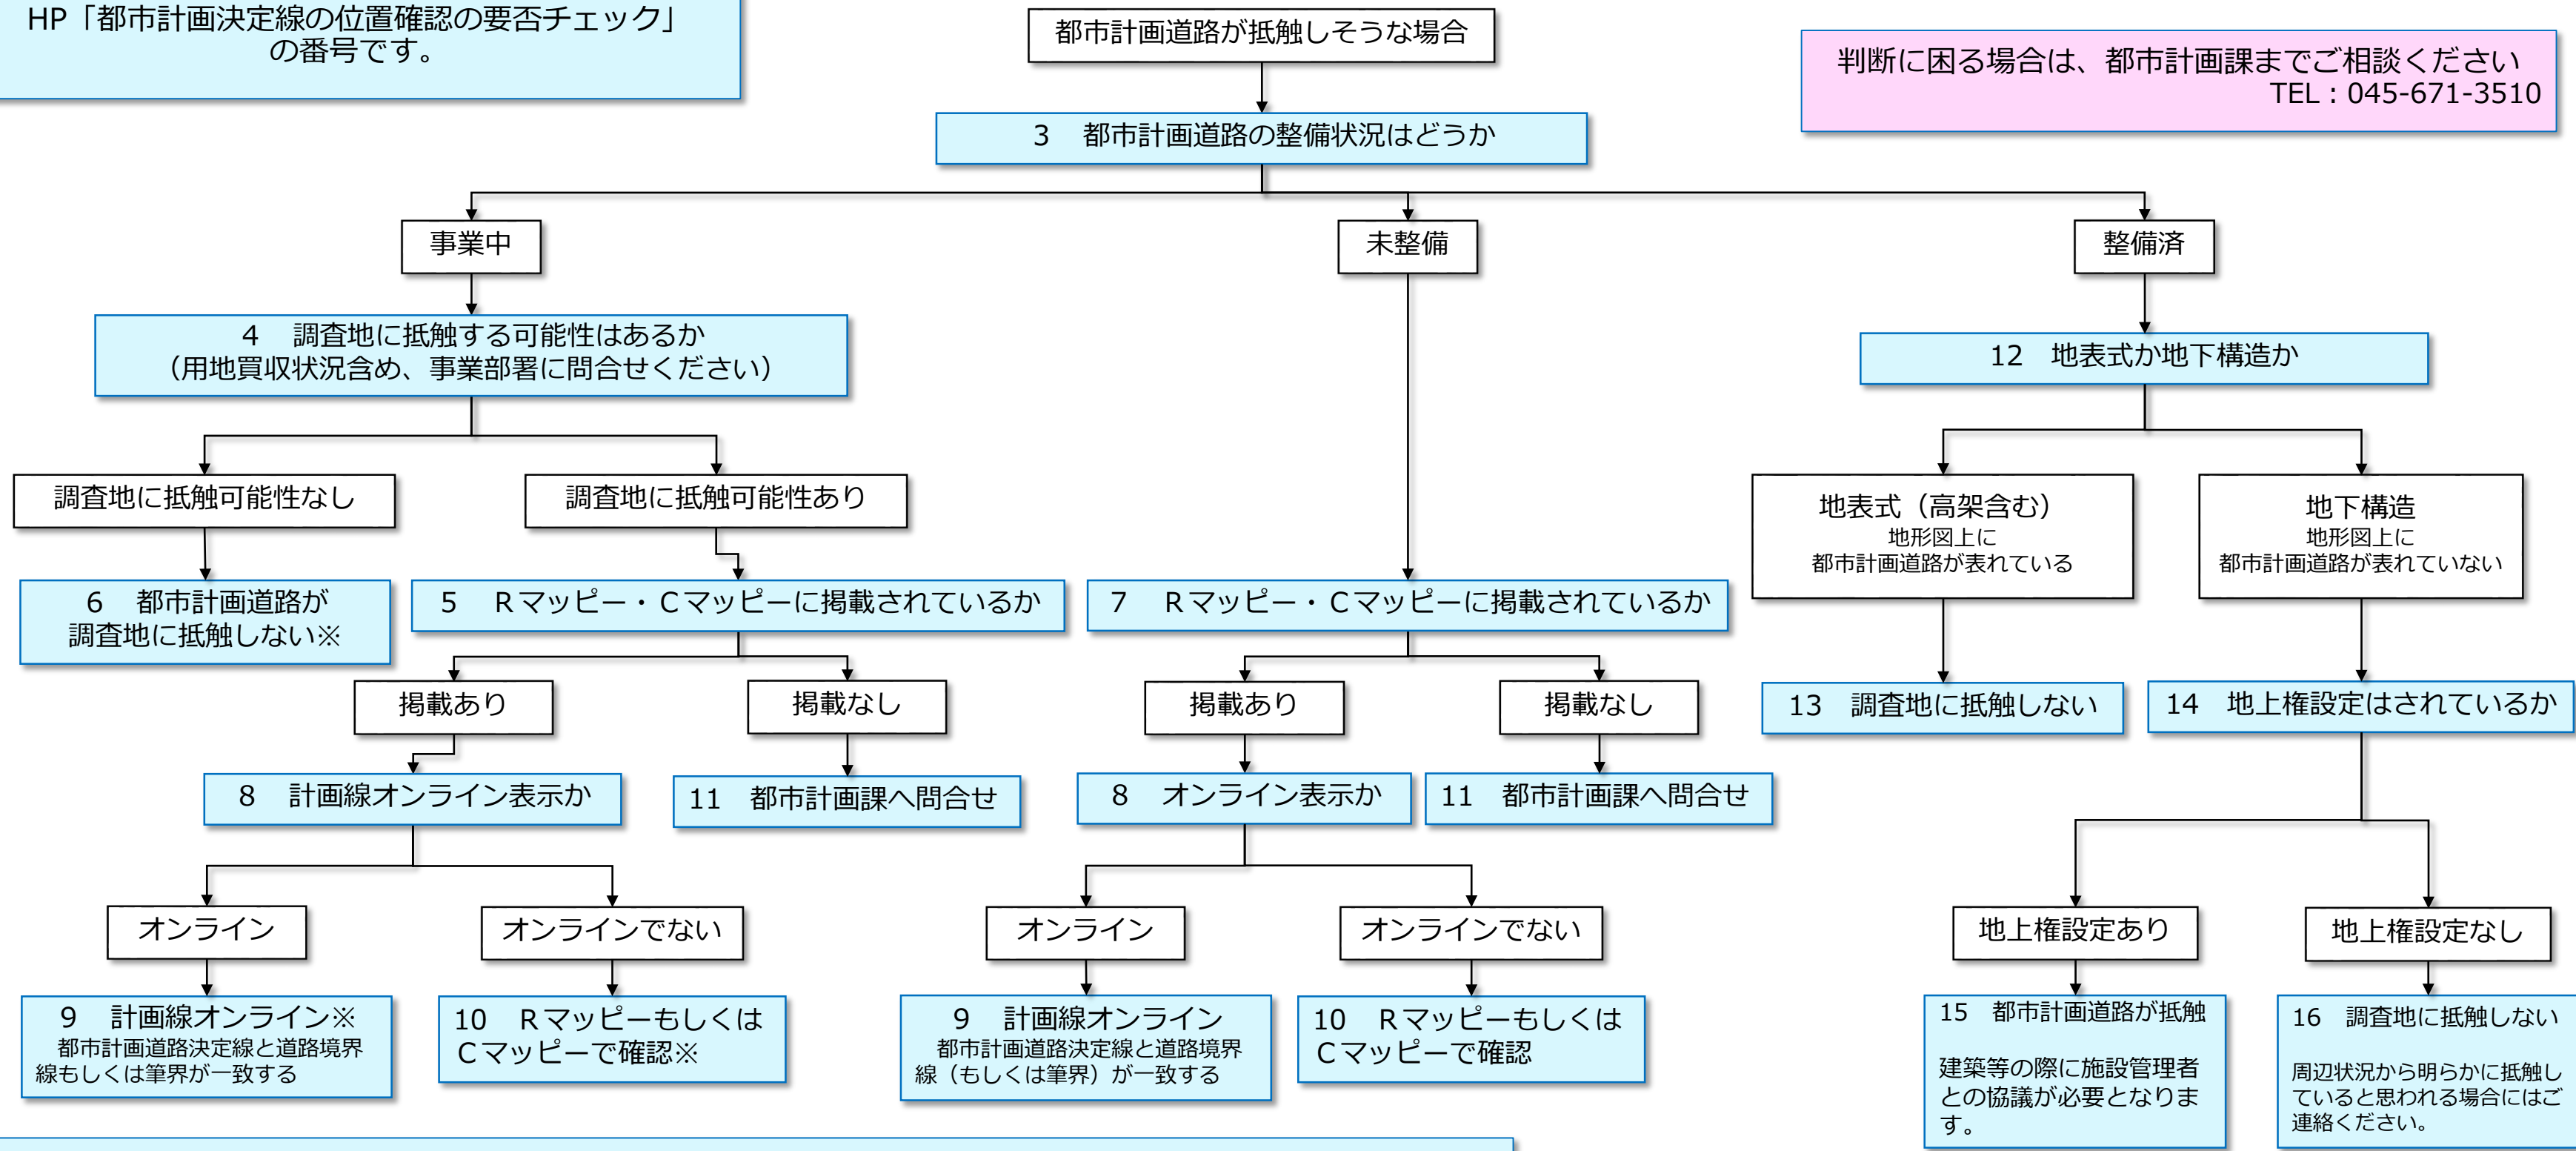 HP「都市計画決定線の位置確認の要否チェック」
の番号です。
都市計画道路が抵触しそうな場合
判断に困る場合は、都市計画課までご相談ください
TEL：045-671-3510
3　都市計画道路の整備状況はどうか
事業中
未整備
整備済
4　調査地に抵触する可能性はあるか
（用地買収状況含め、事業部署に問合せください）
12　地表式か地下構造か
調査地に抵触可能性なし
調査地に抵触可能性あり
地表式（高架含む）
地形図上に
都市計画道路が表れている
地下構造
地形図上に
都市計画道路が表れていない
6　都市計画道路が
調査地に抵触しない※
5　Ｒマッピー・Ｃマッピーに掲載されているか
7　Ｒマッピー・Ｃマッピーに掲載されているか
掲載あり
掲載なし
掲載あり
掲載なし
13　調査地に抵触しない
14　地上権設定はされているか
8　計画線オンライン表示か
11　都市計画課へ問合せ
8　オンライン表示か
11　都市計画課へ問合せ
オンライン
オンラインでない
オンライン
オンラインでない
地上権設定あり
地上権設定なし
9　計画線オンライン※
都市計画道路決定線と道路境界
線もしくは筆界が一致する
10　Ｒマッピーもしくは
Ｃマッピーで確認※
9　計画線オンライン
都市計画道路決定線と道路境界
線（もしくは筆界）が一致する
10　Ｒマッピーもしくは
Ｃマッピーで確認
15　都市計画道路が抵触
建築等の際に施設管理者
との協議が必要となりま
す。
16　調査地に抵触しない
周辺状況から明らかに抵触し
ていると思われる場合にはご
連絡ください。